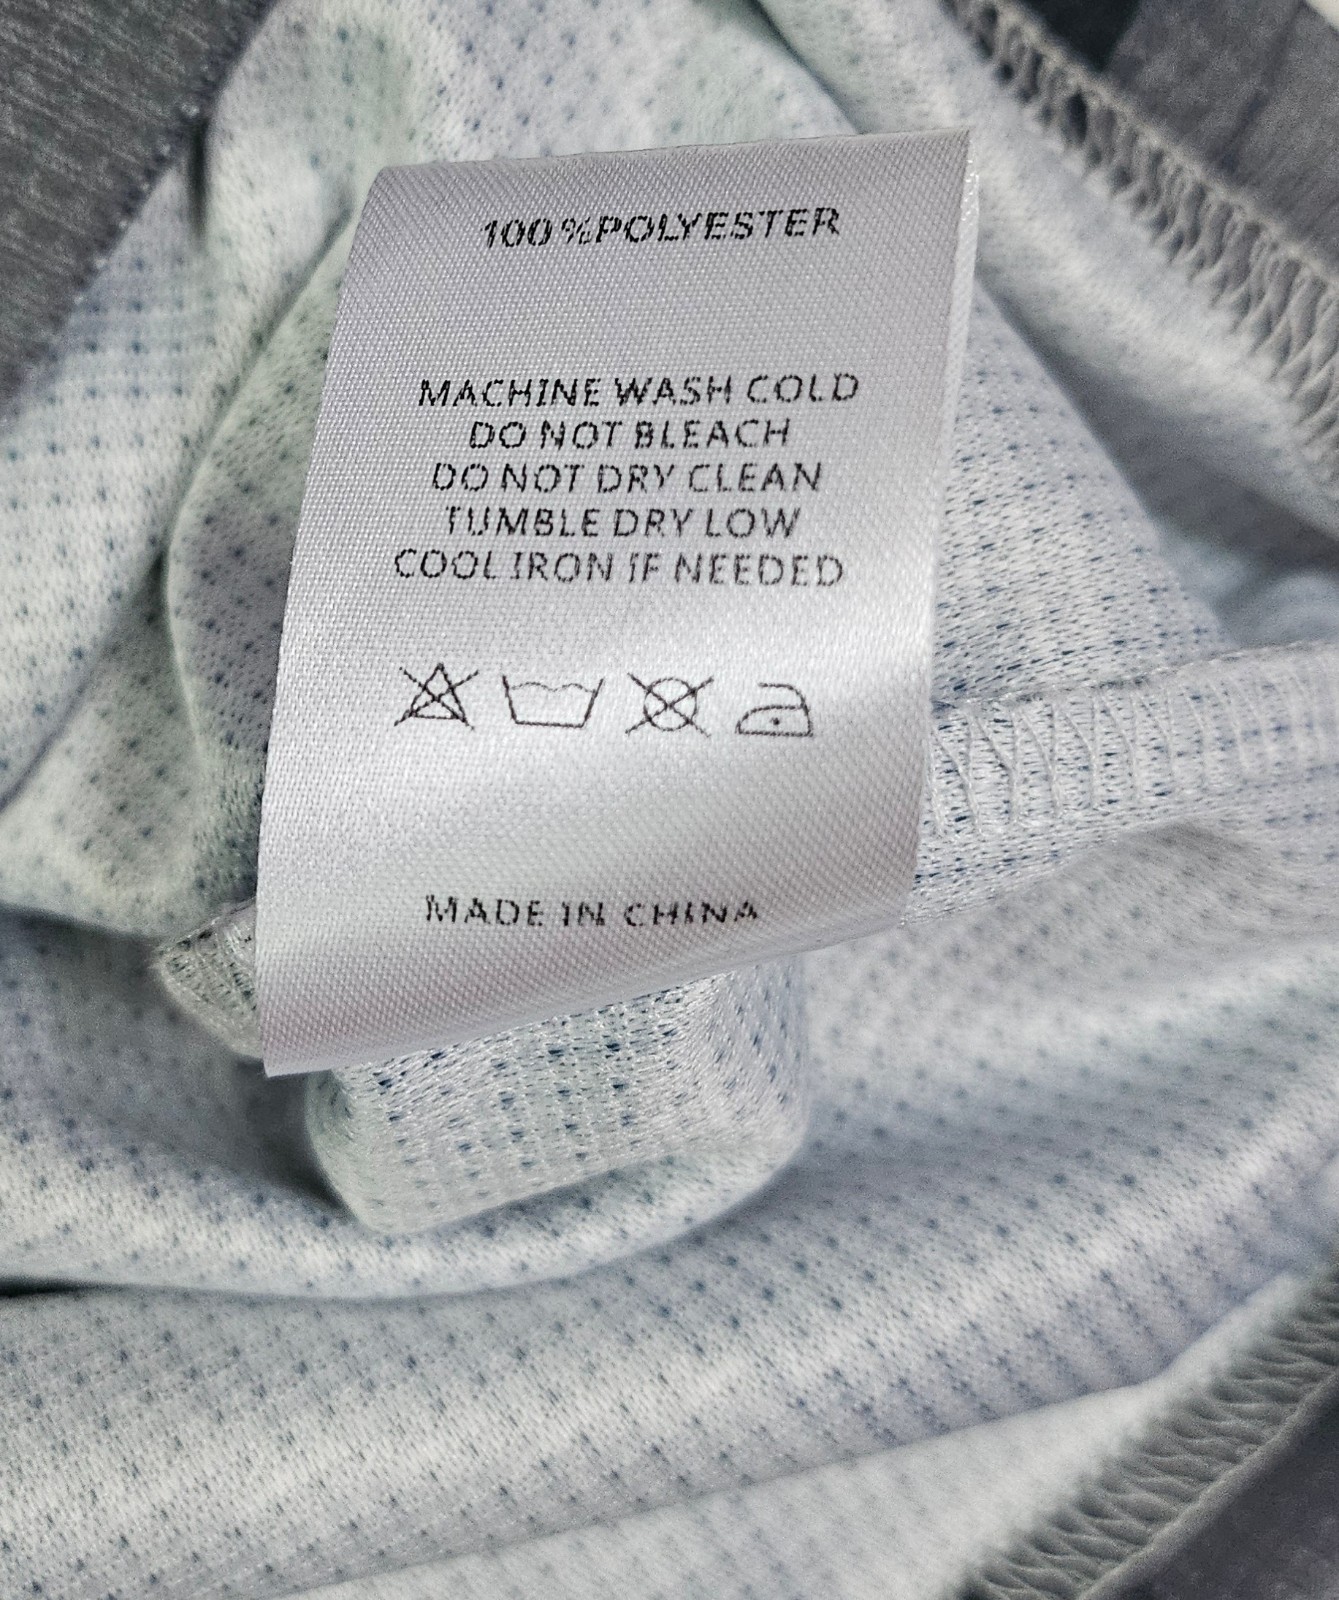 100%POLYESTER
MACHINE WASH COLD
DO NOT BLEACH
DO NOT DRY CLEAN
TUMBLE DRY LOW
COOL IRON IF NEEDED
MADE IN CHINA